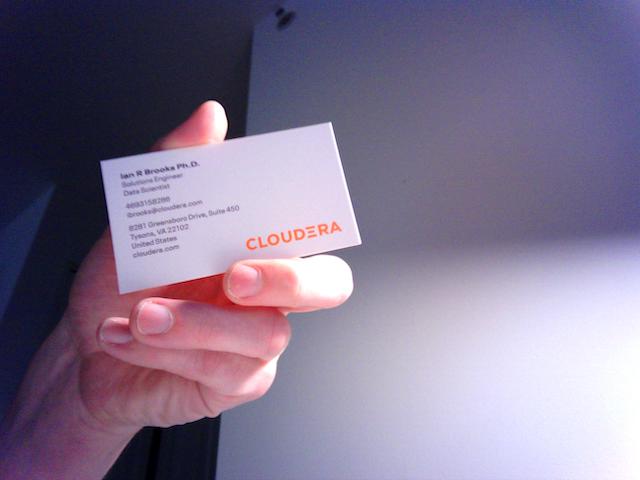 Ian R Brooks Ph.D.
Solutions Engineer
Data Scientist
4693158286
ibrooks@cloudera.com
8281 Greensboro Drive, Suite 450
Tysons, VA 22102
United States
cloudera.com
CLOUDERA